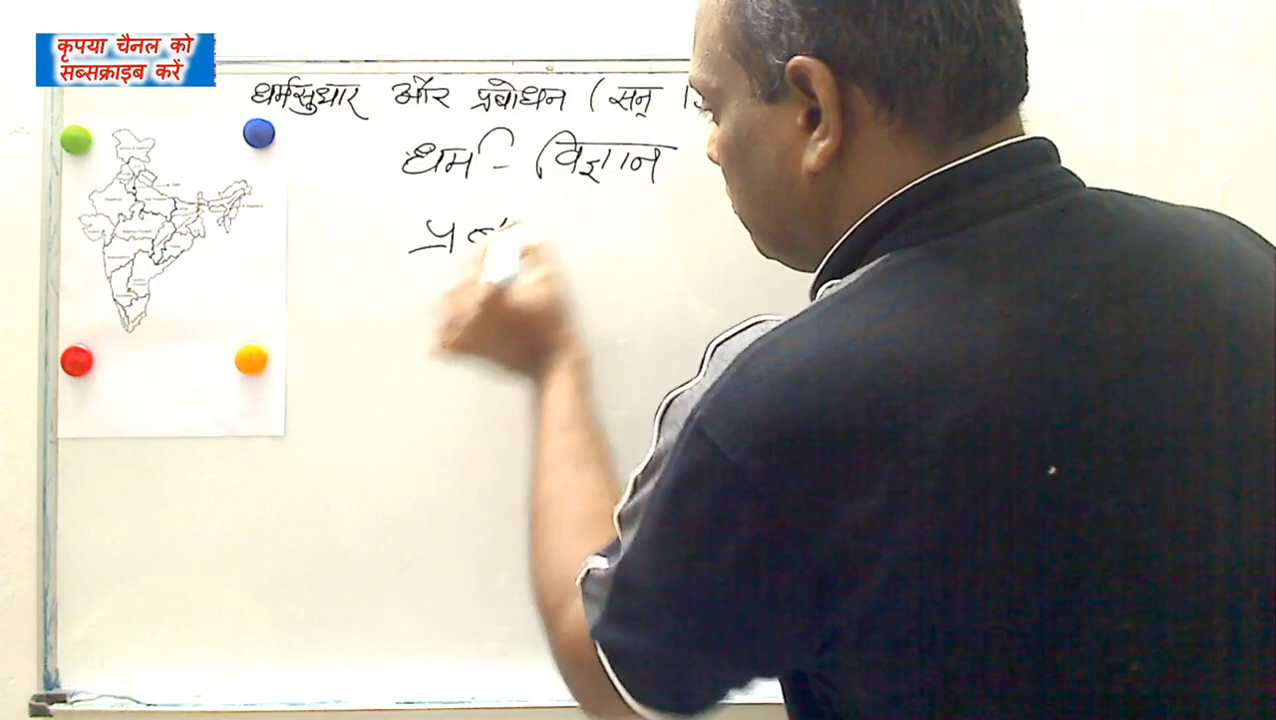 कृपया चैनल को
सब्सक्राइब करें
धर्मसुधार और प्रबोधन ( सन्
धर्म - विज्ञान